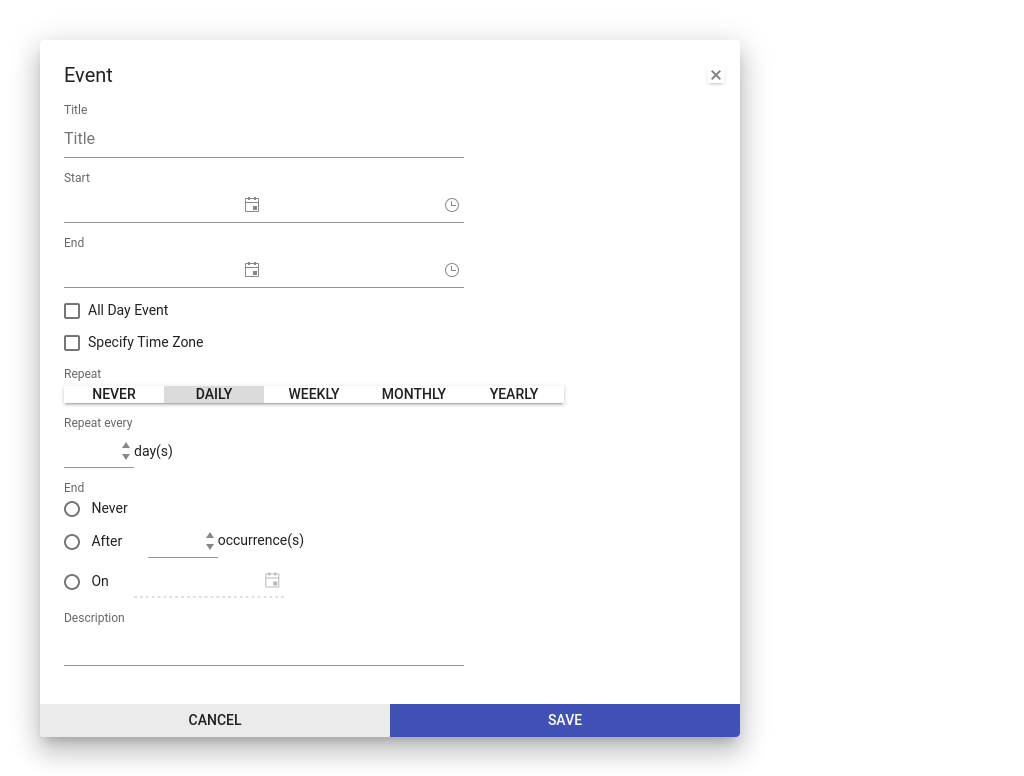 Event
Title
Title
Start
End
All Day Event
Specify Time Zone
Repeat
NEVER DAILY WEEKLY MONTHLY YEARLY
Repeat every
day(s)
End
Never
After occurrence(s)
On
Description
CANCEL SAVE